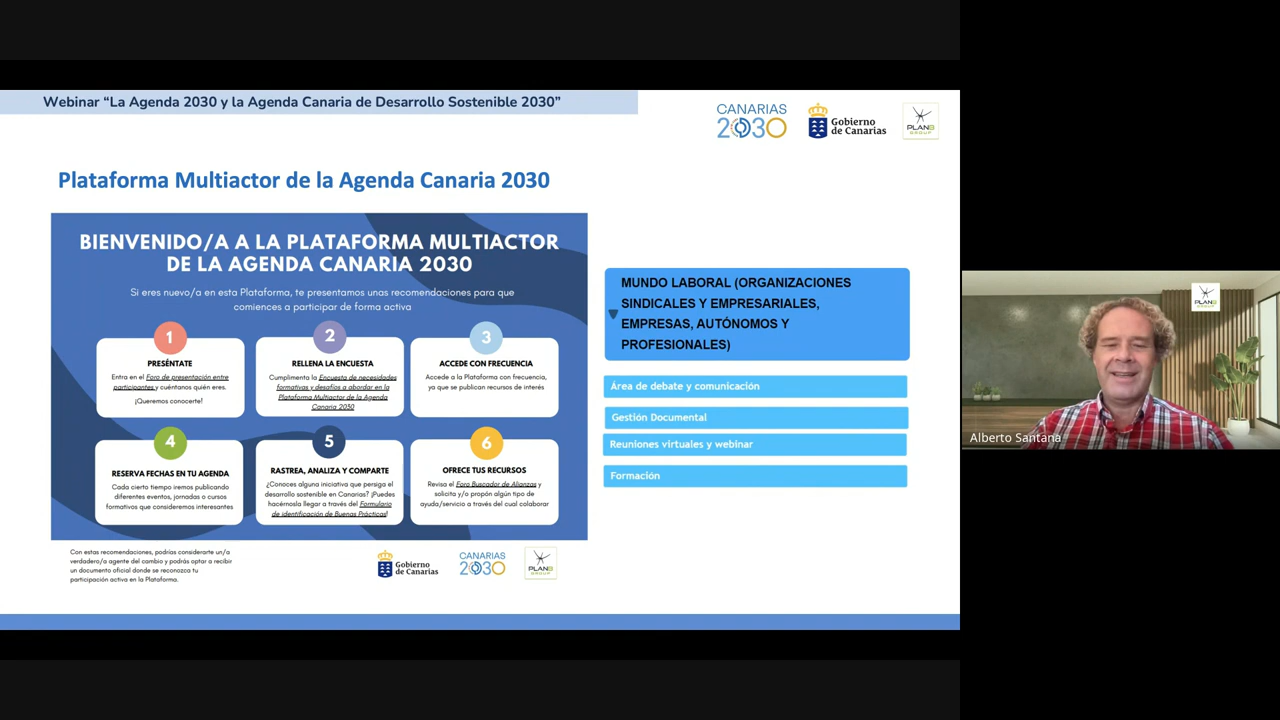 Webinar “La Agenda 2030 y la Agenda Canaria de Desarrollo Sostenible 2030”
CANARIAS
2030
Gobierno
de Canarias
PLANB
GROUP
Plataforma Multiactor de la Agenda Canaria 2030
BIENVENIDO/A A LA PLATAFORMA MULTIACTOR
DE LA AGENDA CANARIA 2030
Si eres nuevo/a en esta Plataforma, te presentamos unas recomendaciones para que
comiences a participar de forma activa
1
PRESÉNTATE
Entra en el Foro de presentación entre
participantes y cuéntanos quién eres.
¡Queremos conocerte!
2
RELLENA LA ENCUESTA
Cumplimenta la Encuesta de necesidades
formativas y desafíos a abordar en la
Plataforma Multiactor de la Agenda
Canaria 2030
3
ACCEDE CON FRECUENCIA
Accede a la Plataforma con frecuencia,
ya que se publican recursos de interés
4
RESERVA FECHAS EN TU AGENDA
Cada cierto tiempo iremos publicando
diferentes eventos, jornadas o cursos
formativos que consideremos interesantes
5
RASTREA, ANALIZA Y COMPARTE
¿Conoces alguna iniciativa que persiga el
desarrollo sostenible en Canarias? ¡Puedes
hacérnosla llegar a través del Formulario
de identificación de Buenas Prácticas!
6
OFRECE TUS RECURSOS
Revisa el Foro Buscador de Alianzas y
solicita y/o propón algún tipo de
ayuda/servicio a través del cual colaborar
Con estas recomendaciones, podrías considerarte un/a
verdadero/a agente del cambio y podrás optar a recibir
un documento oficial donde se reconozca tu
participación activa en la Plataforma.
Gobierno
de Canarias
CANARIAS
2030
PLANB
GROUP
MUNDO LABORAL (ORGANIZACIONES
SINDICALES Y EMPRESARIALES,
EMPRESAS, AUTÓNOMOS Y
PROFESIONALES)
Área de debate y comunicación
Gestión Documental
Reuniones virtuales y webinar
Formación
PLANB
GROUP
Alberto Santana